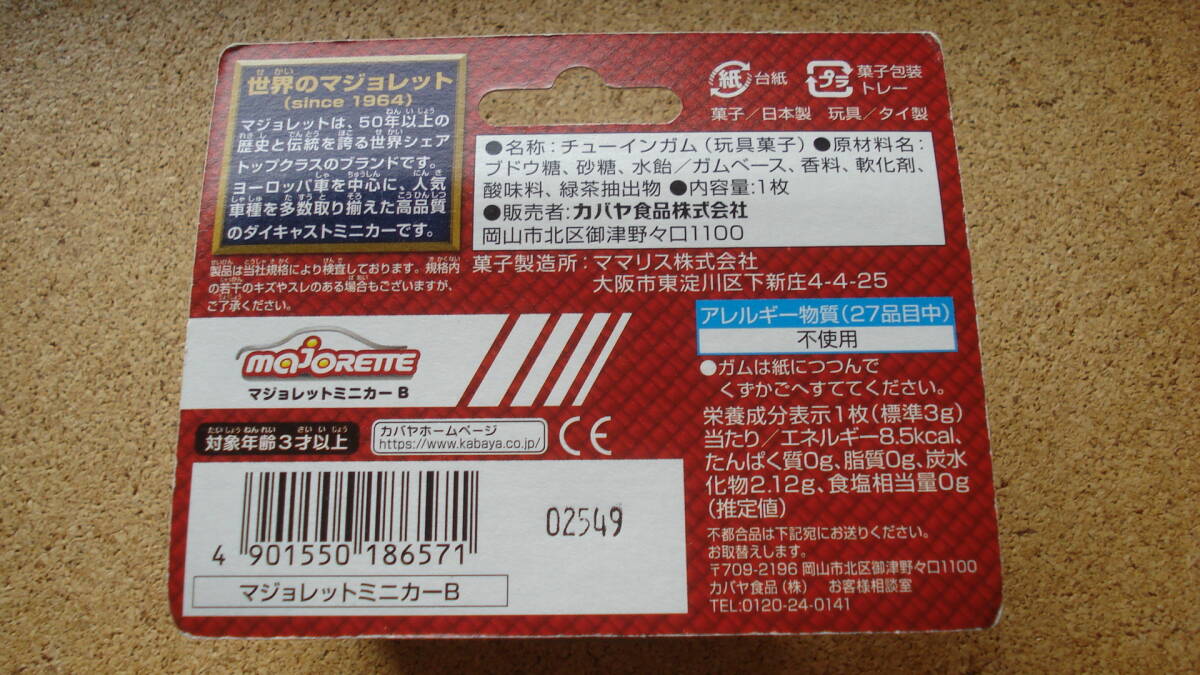 世界のマジョレット
(since 1964)
マジョレットは、50年以上の
歴史と伝統を誇る世界シェア
トップクラスのブランドです。
ヨーロッパ車を中心に、人気
車種を多数取り揃えた高品質
のダイキャストミニカーです。
製品は当社規格により検査しております。規格内
の若干のキズやスレのある場合もございますが、
ご了承ください。
majorette
マジョレットミニカー B
対象年齢3才以上
カバヤホームページ
https://www.kabaya.co.jp/
CE
4 901550 186571
02549
マジョレットミニカーB
紙 台紙
プラ 菓子包装
トレー
菓子/日本製 玩具/タイ製
●名称:チューインガム(玩具菓子)●原材料名:
ブドウ糖、砂糖、水飴/ガムベース、香料、軟化剤、
酸味料、緑茶抽出物 ●内容量:1枚
●販売者:カバヤ食品株式会社
岡山市北区御津野々口1100
菓子製造所:ママリス株式会社
大阪市東淀川区下新庄4-4-25
アレルギー物質(27品目中)
不使用
●ガムは紙につつんで
くずかごへすててください。
栄養成分表示1枚(標準3g)
当たり/エネルギー8.5kcal、
たんぱく質0g、脂質0g、炭水
化物2.12g、食塩相当量0g
(推定値)
不都合品は下記宛にお送りください。
お取替えします。
〒709-2196 岡山市北区御津野々口1100
カバヤ食品(株) お客様相談室
TEL:0120-24-0141